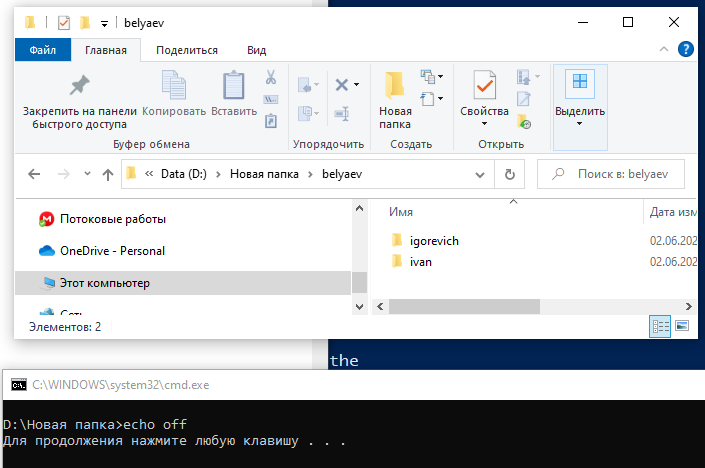 belyaev
Файл
Главная
Поделиться
Вид
Закрепить на панели
быстрого доступа
Копировать
Вставить
Новая
папка
Свойства
Выделить
Буфер обмена
Упорядочить
Создать
Открыть
Data (D:)
Новая папка
belyaev
Поиск в: belyaev
Потоковые работы
OneDrive - Personal
Этот компьютер
Сеть
Имя
Дата изм
igorevich
02.06.202
ivan
02.06.202
Элементов: 2
the
C:\WINDOWS\system32\cmd.exe
D:\Новая папка>echo off
Для продолжения нажмите любую клавишу . . .